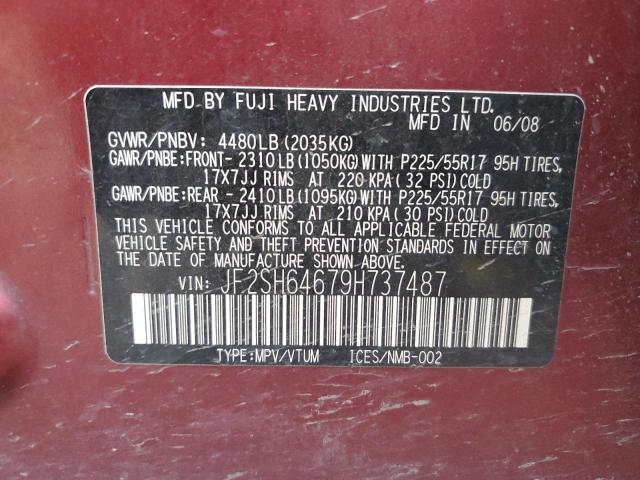 MFD BY FUJI HEAVY INDUSTRIES LTD.
MFD IN 06/08
GVWR/PNBV: 4480LB(2035KG)
GAWR/PNBE:FRONT- 2310LB(1050KG)WITH P225/55R17 95H TIRES,
17X7JJ RIMS AT 220 KPA( 32 PSI)COLD
GAWR/PNBE:REAR - 2410LB(1095KG)WITH P225/55R17 95H TIRES,
17X7JJ RIMS AT 210 KPA( 30 PSI)COLD
THIS VEHICLE CONFORMS TO ALL APPLICABLE FEDERAL MOTOR
VEHICLE SAFETY AND THEFT PREVENTION STANDARDS IN
EFFECT ON THE DATE OF MANUFACTURE SHOWN ABOVE.
VIN: JF2SH64679H737487
TYPE:MPV/VTUM ICES/NMB-002